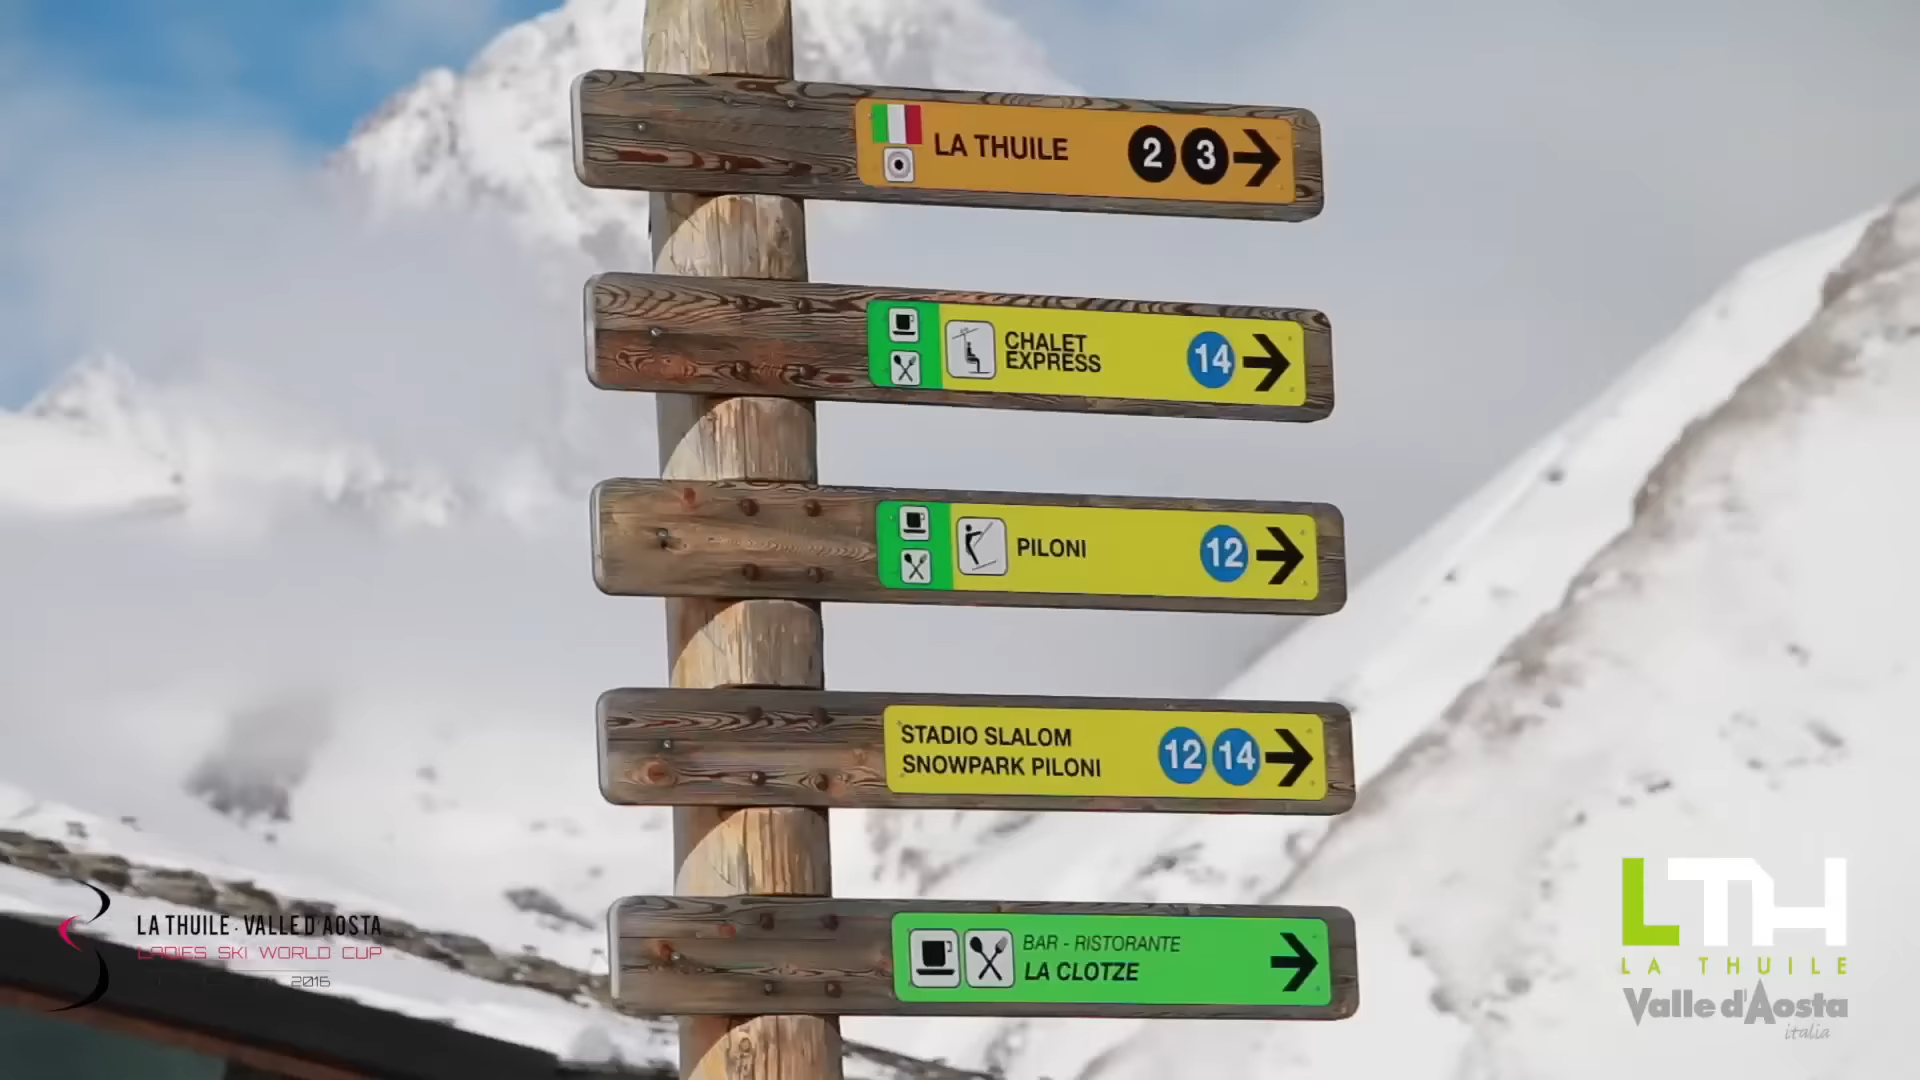 LA THUILE 2 3
CHALET
EXPRESS
14
PILONI 12
STADIO SLALOM
SNOWPARK PILONI
12 14
BAR - RISTORANTE
LA CLOTZE
LA THUILE · VALLE D'AOSTA
LADIES SKI WORLD CUP
2016
LTH
LA THUILE
Valle d'Aosta
italia